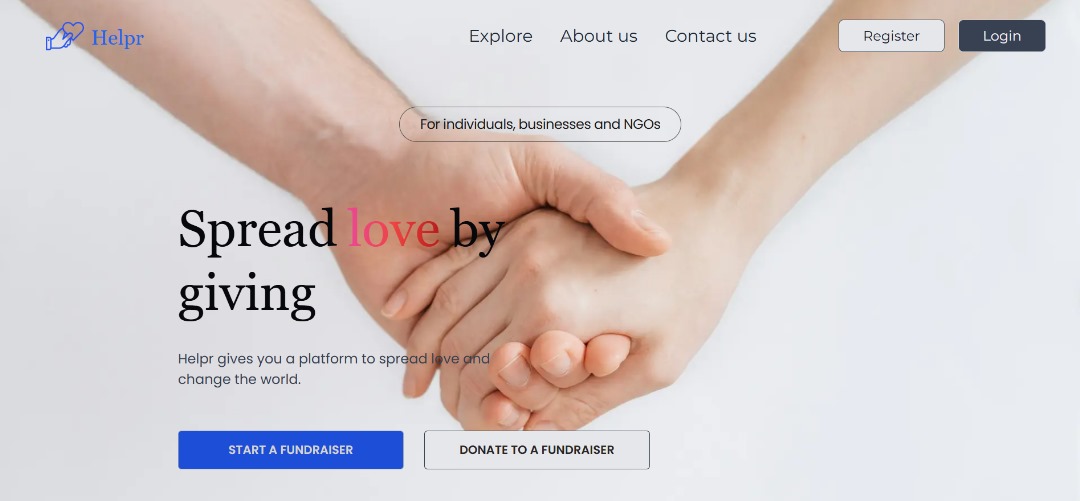 Helpr
Explore
About us
Contact us
Register
Login
For individuals, businesses and NGOs
Spread love by
giving
Helpr gives you a platform to spread love and
change the world.
START A FUNDRAISER
DONATE TO A FUNDRAISER